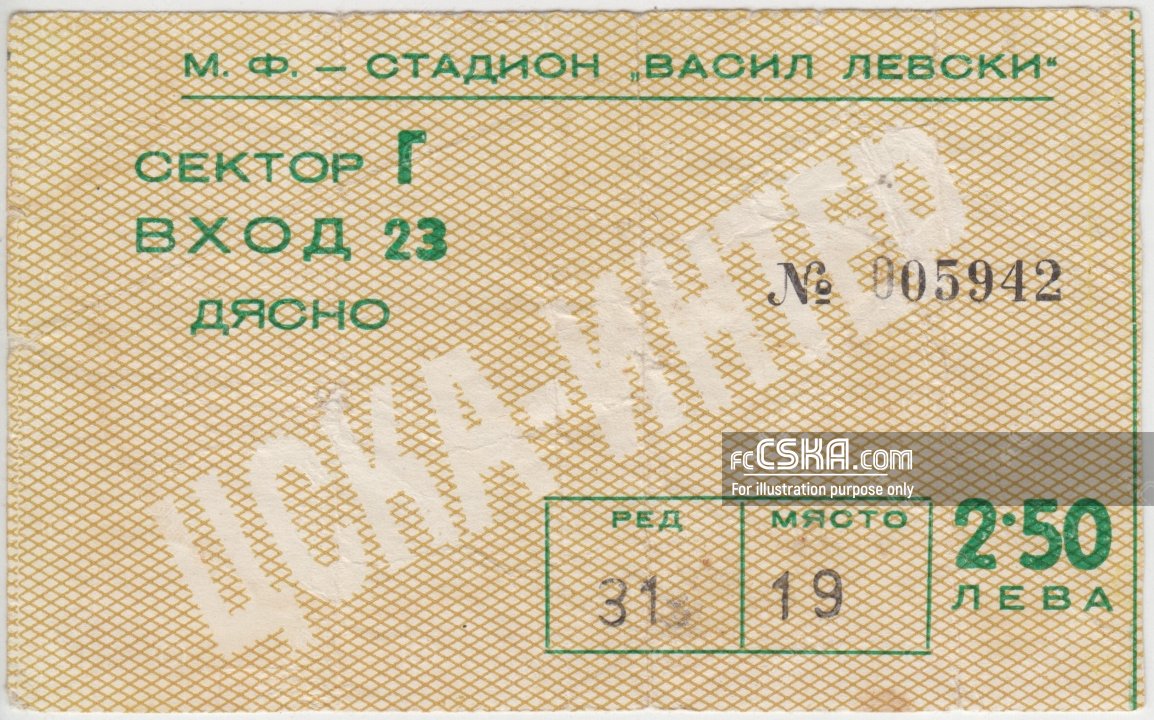 М. Ф. – СТАДИОН „ВАСИЛ ЛЕВСКИ“
СЕКТОР Г
ВХОД 23
ДЯСНО
№ 005942
ЦСКА-ИНТЕР
fcCSKA.com
For illustration purpose only
РЕД МЯСТО
31 19
2·50
ЛЕВА